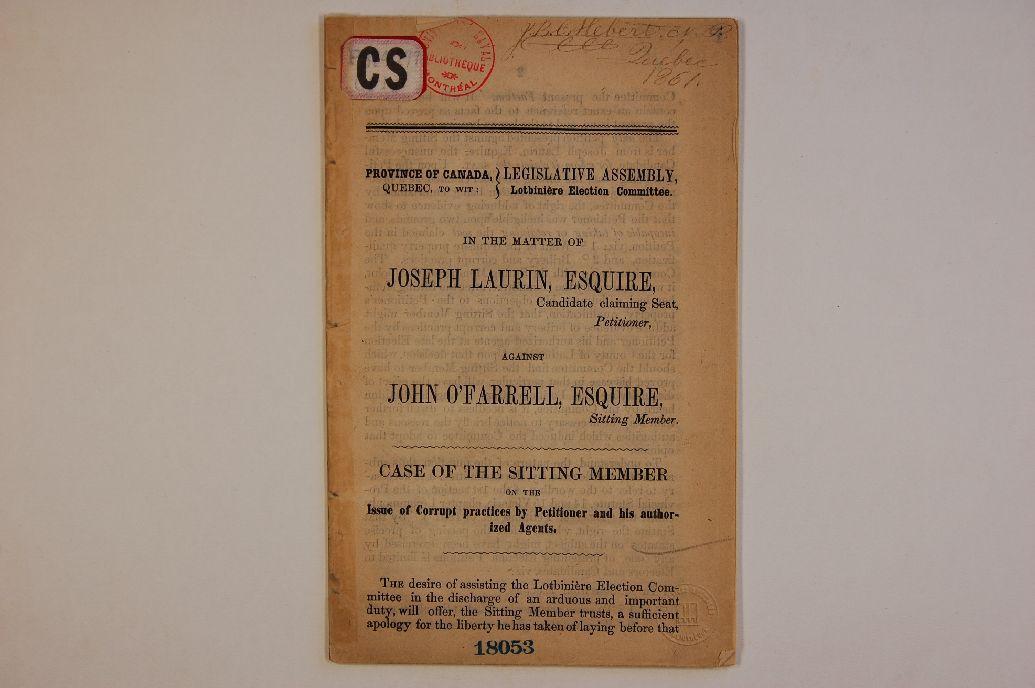 CS
BIBLIOTHEQUE
MONTRÉAL
Hebert
Quebec
1861.
PROVINCE OF CANADA, } LEGISLATIVE ASSEMBLY,
QUEBEC, TO WIT: } Lotbinière Election Committee.
IN THE MATTER OF
JOSEPH LAURIN, ESQUIRE,
Candidate claiming Seat,
Petitioner,
AGAINST
JOHN O'FARRELL, ESQUIRE,
Sitting Member.
CASE OF THE SITTING MEMBER
ON THE
Issue of Corrupt practices by Petitioner and his author-
ized Agents.
THE desire of assisting the Lotbinière Election Com-
mittee in the discharge of an arduous and important
duty, will offer, the Sitting Member trusts, a sufficient
apology for the liberty he has taken of laying before that
18053